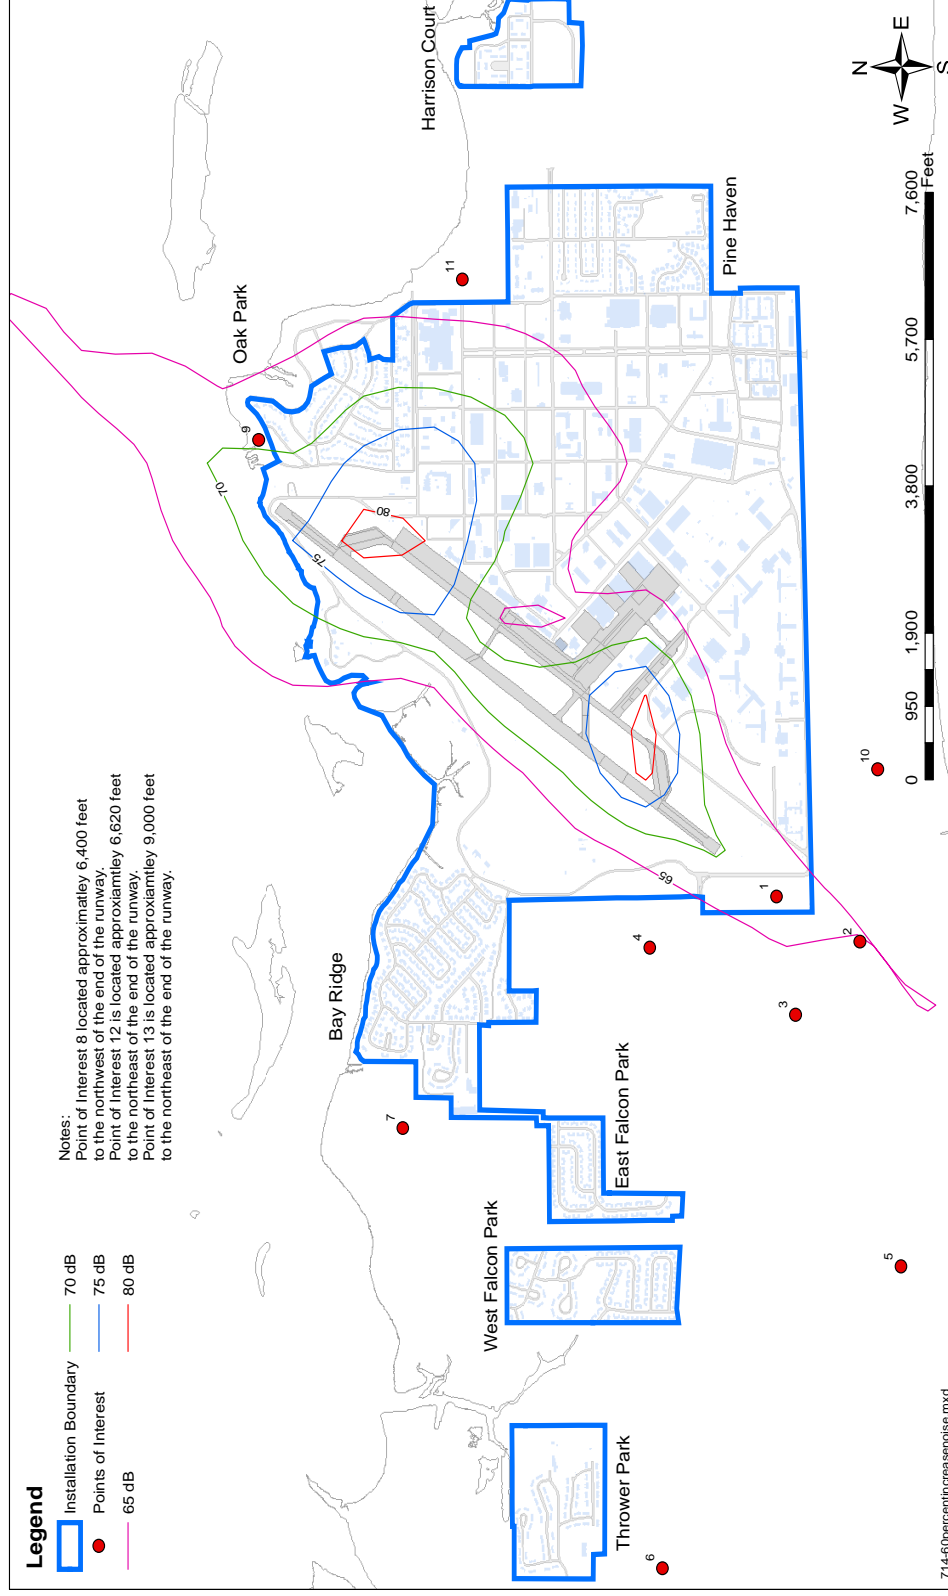 Legend
Installation Boundary
Points of Interest
65 dB
70 dB
75 dB
80 dB
Notes:
Point of Interest 8 located approximatley 6,400 feet
to the northwest of the end of the runway.
Point of Interest 12 is located approxiamtley 6,620 feet
to the northeast of the end of the runway.
Point of Interest 13 is located approxiamtley 9,000 feet
to the northeast of the end of the runway.
Harrison Court
Oak Park
Pine Haven
Bay Ridge
East Falcon Park
West Falcon Park
Thrower Park
70
75
80
65
1
2
3
4
5
6
7
9
10
11
N
E
S
W
0 950 1,900 3,800 5,700 7,600
Feet
714-60percentincreasenoise.mxd